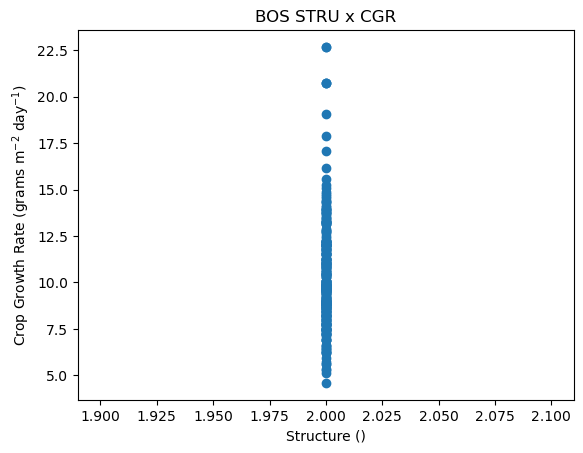 BOS STRU x CGR
Crop Growth Rate (grams m⁻² day⁻¹)
22.5
20.0
17.5
15.0
12.5
10.0
7.5
5.0
1.900 1.925 1.950 1.975 2.000 2.025 2.050 2.075 2.100
Structure ()